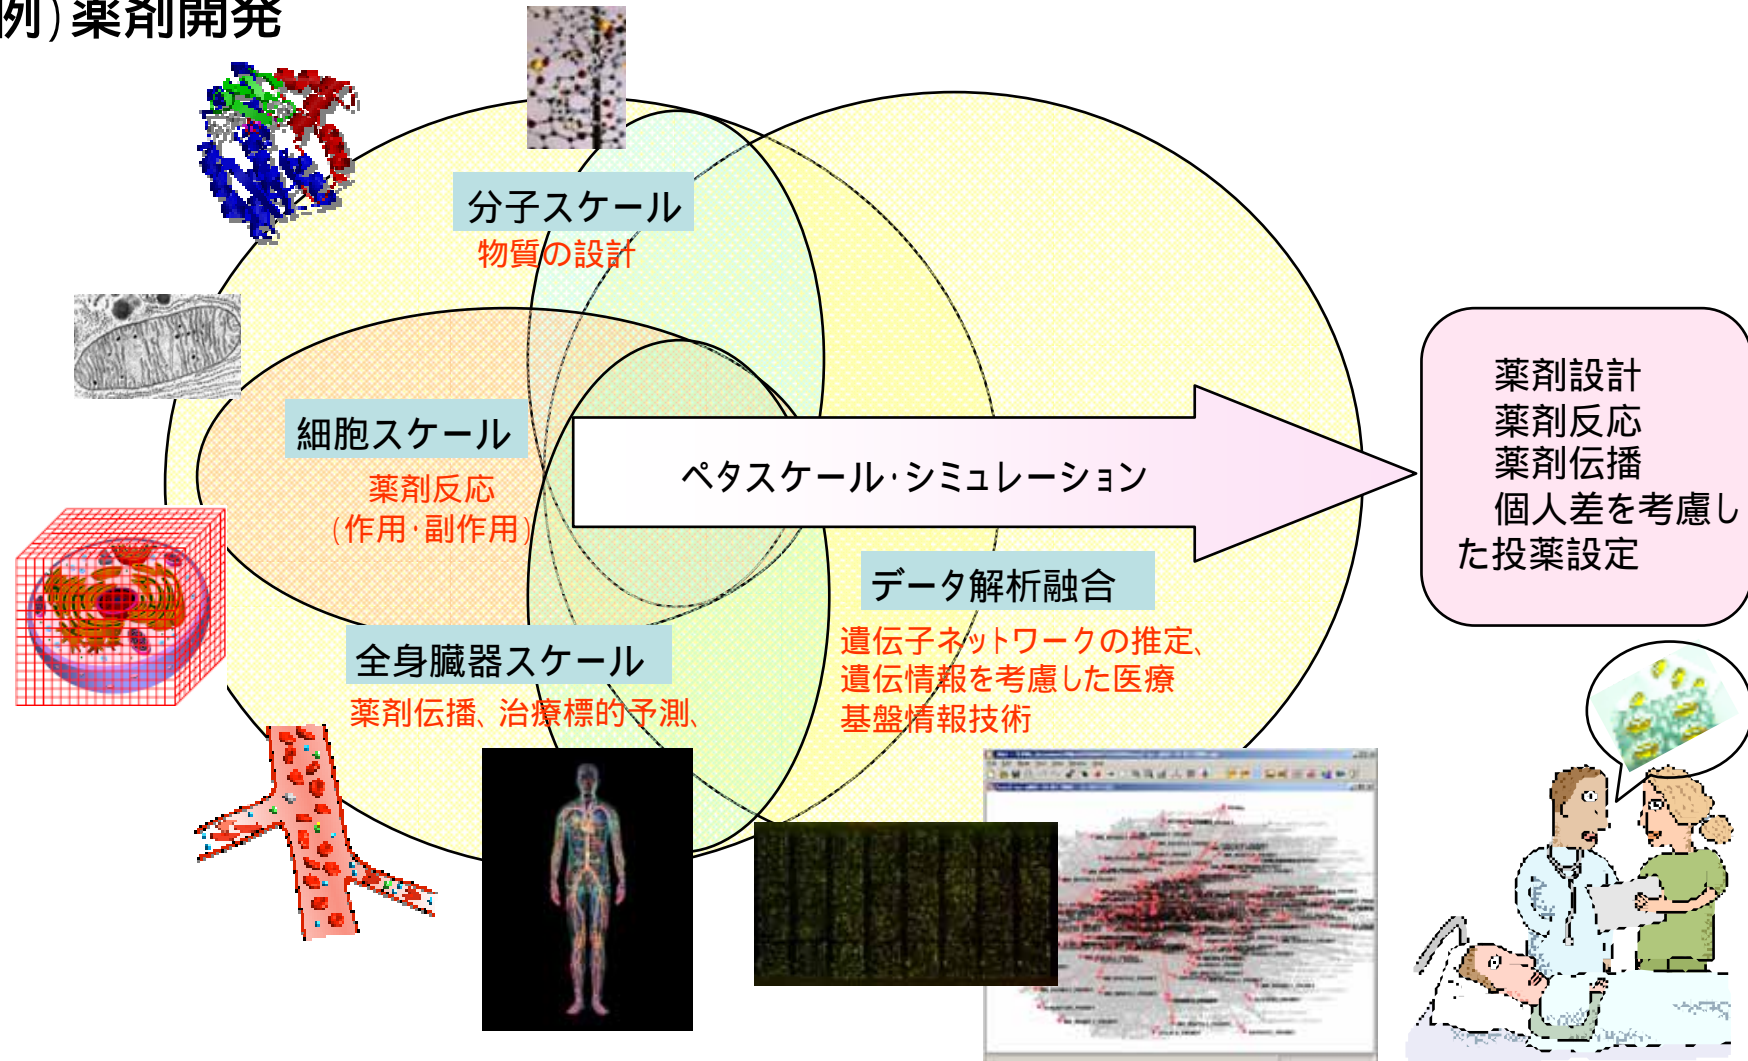 例)薬剤開発
分子スケール
物質の設計
細胞スケール
薬剤反応
(作用・副作用)
ペタスケール・シミュレーション
薬剤設計
薬剤反応
薬剤伝播
個人差を考慮し
た投薬設定
データ解析融合
遺伝子ネットワークの推定、
遺伝情報を考慮した医療
基盤情報技術
全身臓器スケール
薬剤伝播、治療標的予測、